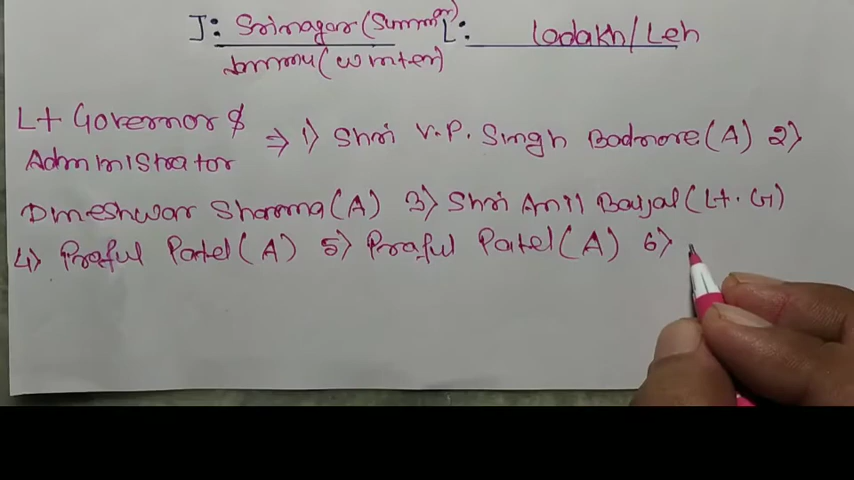 J: Srinagar (Summer) L: Ladakh/Leh
Jammu (winter)
Lt Governor $ ⇒ 1) Shri V.P. Singh Badnore (A) 2)
Administrator
Dineshwar Sharma (A) 3) Shri Anil Baijal (Lt. G)
4) Praful Patel (A) 5) Praful Patel (A) 6)